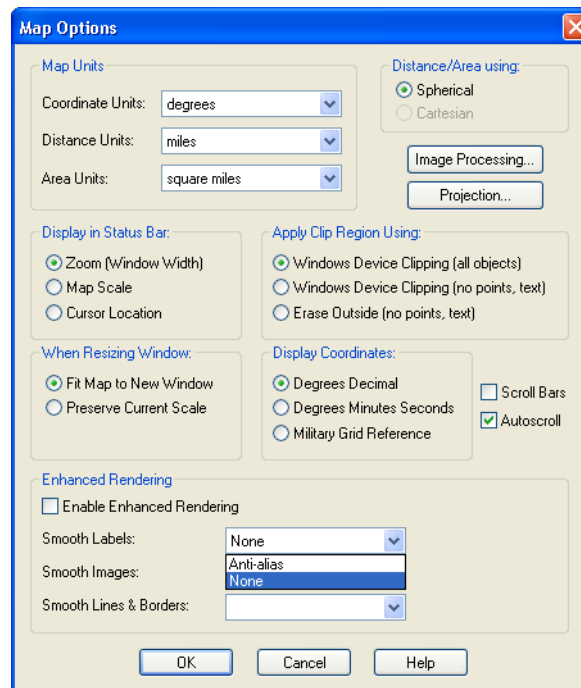 Map Options
Map Units
Coordinate Units: degrees
Distance Units: miles
Area Units: square miles
Distance/Area using:
Spherical
Cartesian
Image Processing...
Projection...
Display in Status Bar:
Zoom (Window Width)
Map Scale
Cursor Location
Apply Clip Region Using:
Windows Device Clipping (all objects)
Windows Device Clipping (no points, text)
Erase Outside (no points, text)
When Resizing Window:
Fit Map to New Window
Preserve Current Scale
Display Coordinates:
Degrees Decimal
Degrees Minutes Seconds
Military Grid Reference
Scroll Bars
Autoscroll
Enhanced Rendering
Enable Enhanced Rendering
Smooth Labels: None
Anti-alias
None
Smooth Images:
Smooth Lines & Borders:
OK
Cancel
Help